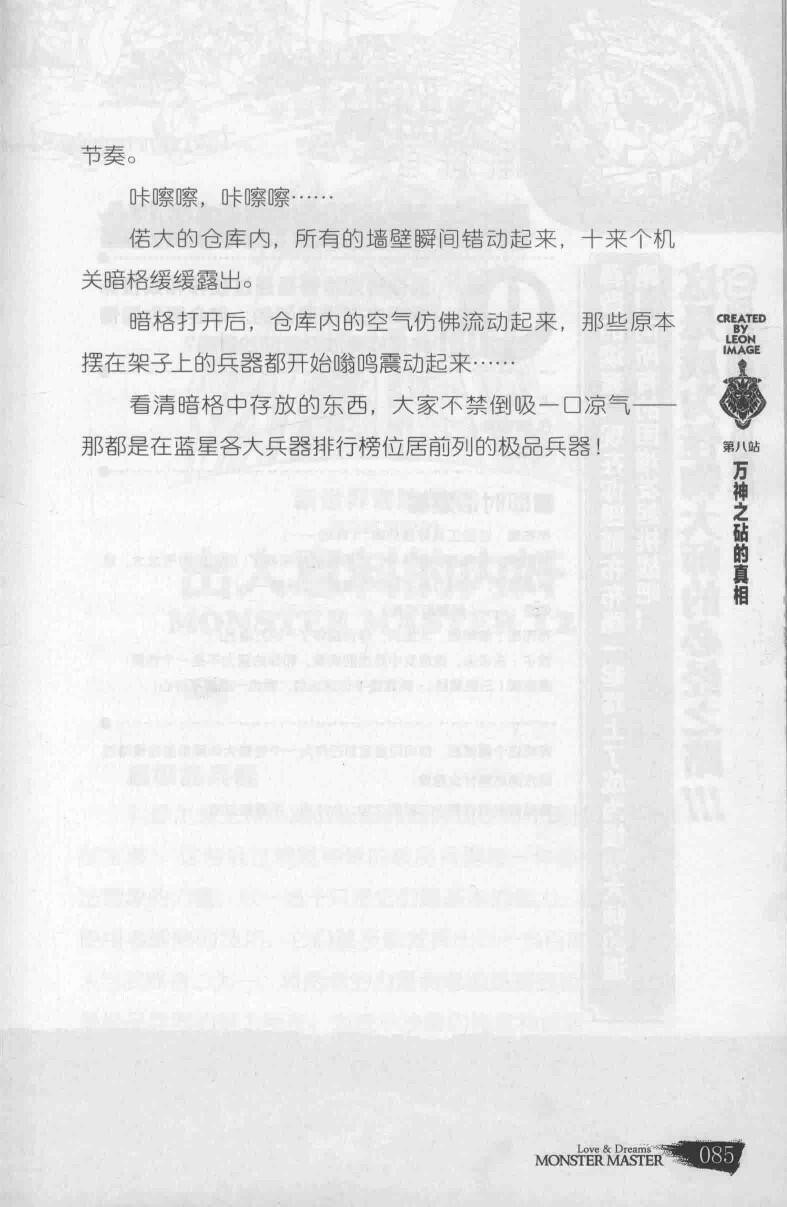 节奏。
咔嚓嚓，咔嚓嚓……
偌大的仓库内，所有的墙壁瞬间错动起来，十来个机
关暗格缓缓露出。
暗格打开后，仓库内的空气仿佛流动起来，那些原本
摆在架子上的兵器都开始嗡鸣震动起来……
看清暗格中存放的东西，大家不禁倒吸一口凉气——
那都是在蓝星各大兵器排行榜位居前列的极品兵器！
CREATED
BY
LEON
IMAGE
第八站
万神之砧的真相
Love & Dreams
MONSTER MASTER
085